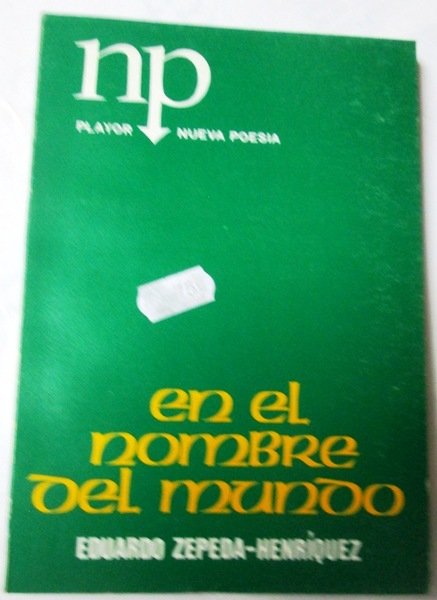 np
PLAYOR NUEVA POESIA
en el
nombre
del mundo
EDUARDO ZEPEDA-HENRÍQUEZ